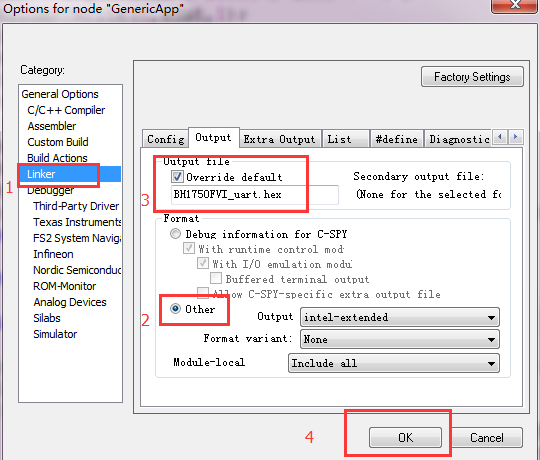 Options for node "GenericApp"
Category:
Factory Settings
General Options
C/C++ Compiler
Assembler
Custom Build
Build Actions
1
Linker
Debugger
Third-Party Driver
Texas Instruments
FS2 System Naviga
Infineon
Nordic Semiconduc
ROM-Monitor
Analog Devices
Silabs
Simulator
Config
Output
Extra Output
List
#define
Diagnostic
Output file
3
Override default
BH1750FVI_uart.hex
Secondary output file:
(None for the selected fo
Format
Debug information for C-SPY
With runtime control mod
With I/O emulation modu
Buffered terminal output
Allow C-SPY-specific extra output file
2
Other
Output
intel-extended
Format variant:
None
Module-local
Include all
4
OK
Cancel